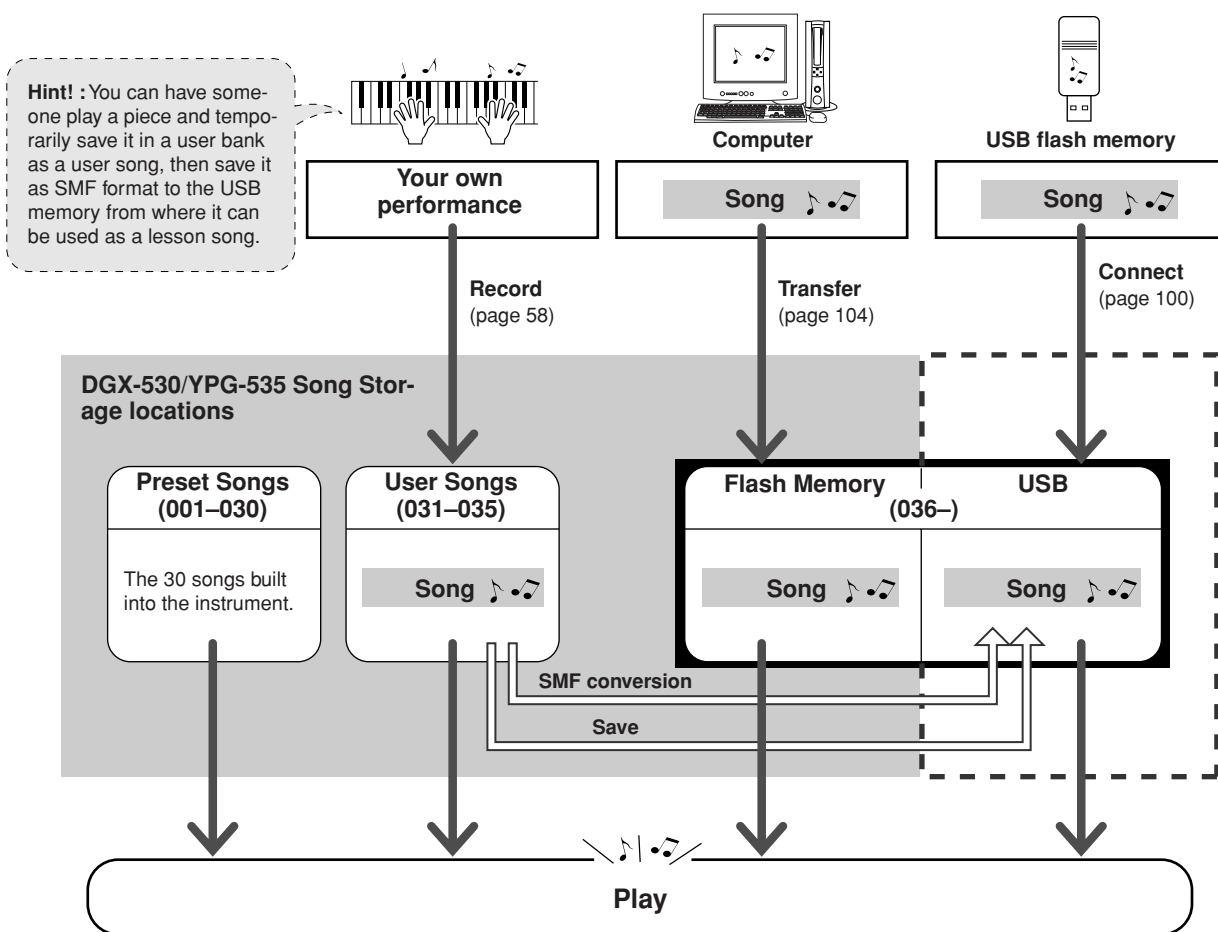 Hint! : You can have some-
one play a piece and tempo-
rarily save it in a user bank
as a user song, then save it
as SMF format to the USB
memory from where it can
be used as a lesson song.
Computer
USB flash memory
Your own
performance
Song
Song
Record
(page 58)
Transfer
(page 104)
Connect
(page 100)
DGX-530/YPG-535 Song Stor-
age locations
Preset Songs
(001–030)
The 30 songs built
into the instrument.
User Songs
(031–035)
Song
Flash Memory
USB
(036–)
Song
Song
SMF conversion
Save
Play